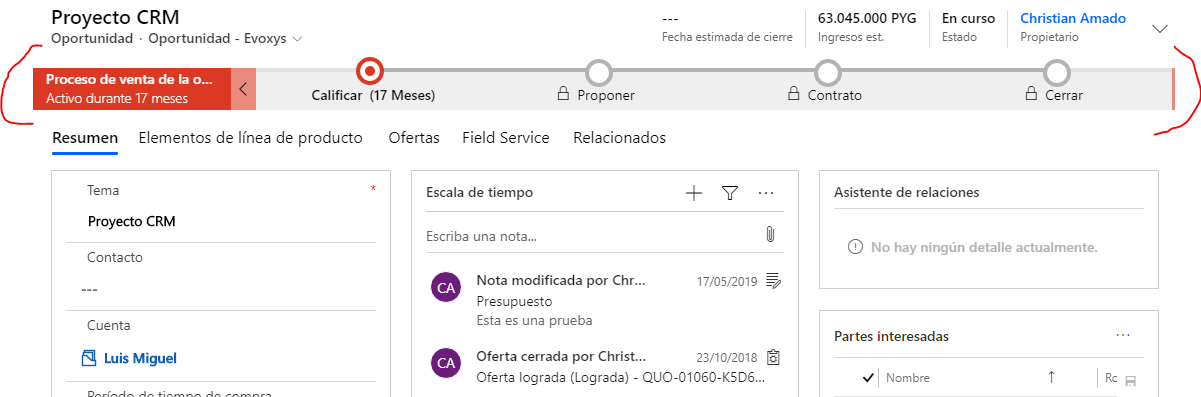 Proyecto CRM
Oportunidad · Oportunidad - Evoxys
---
Fecha estimada de cierre
63.045.000 PYG
Ingresos est.
En curso
Estado
Christian Amado
Propietario
Proceso de venta de la o...
Activo durante 17 meses
Calificar (17 Meses)
Proponer
Contrato
Cerrar
Resumen Elementos de línea de producto Ofertas Field Service Relacionados
Tema *
Proyecto CRM
Contacto
---
Cuenta
Luis Miguel
Período de tiempo de compra
Escala de tiempo
Escriba una nota...
CA
Nota modificada por Chr... 17/05/2019
Presupuesto
Esta es una prueba
CA
Oferta cerrada por Christ... 23/10/2018
Oferta lograda (Lograda) - QUO-01060-K5D6...
Asistente de relaciones
No hay ningún detalle actualmente.
Partes interesadas
Nombre